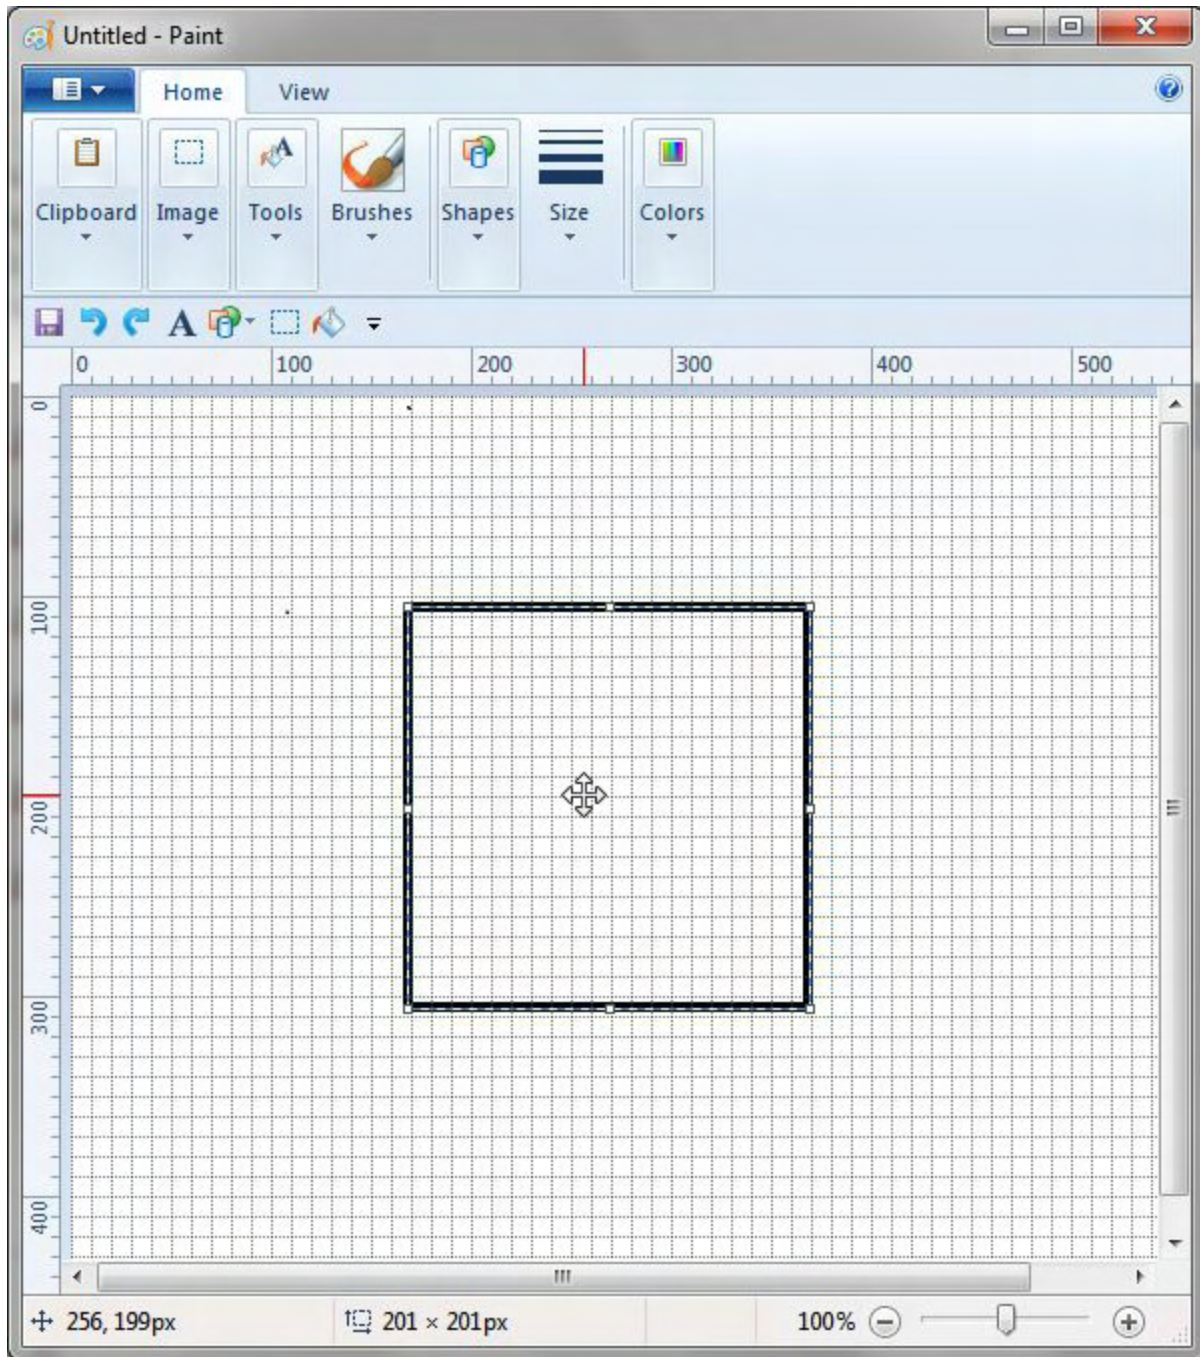 Untitled - Paint
Home View
Clipboard Image Tools Brushes Shapes Size Colors
A
0 100 200 300 400 500
0
100
200
300
400
256, 199px 201 × 201px 100%